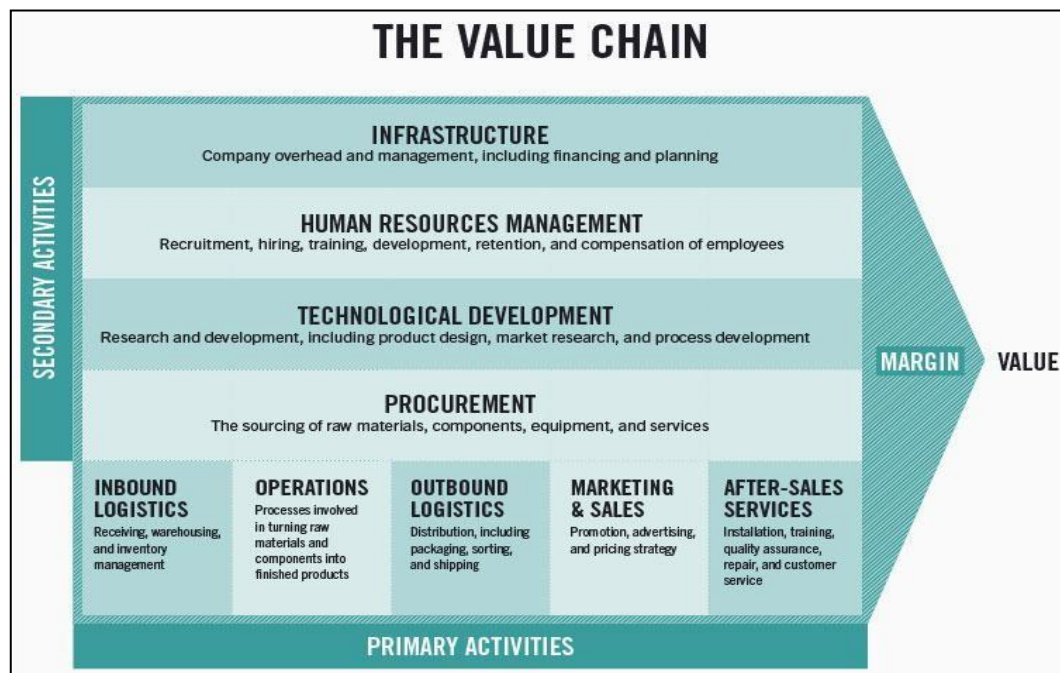 THE VALUE CHAIN
SECONDARY ACTIVITIES
INFRASTRUCTURE
Company overhead and management, including financing and planning
HUMAN RESOURCES MANAGEMENT
Recruitment, hiring, training, development, retention, and compensation of employees
TECHNOLOGICAL DEVELOPMENT
Research and development, including product design, market research, and process development
PROCUREMENT
The sourcing of raw materials, components, equipment, and services
INBOUND
LOGISTICS
Receiving, warehousing,
and inventory
management
OPERATIONS
Processes involved
in turning raw
materials and
components into
finished products
OUTBOUND
LOGISTICS
Distribution, including
packaging, sorting,
and shipping
MARKETING
& SALES
Promotion, advertising,
and pricing strategy
AFTER-SALES
SERVICES
Installation, training,
quality assurance,
repair, and customer
service
MARGIN
VALUE
PRIMARY ACTIVITIES